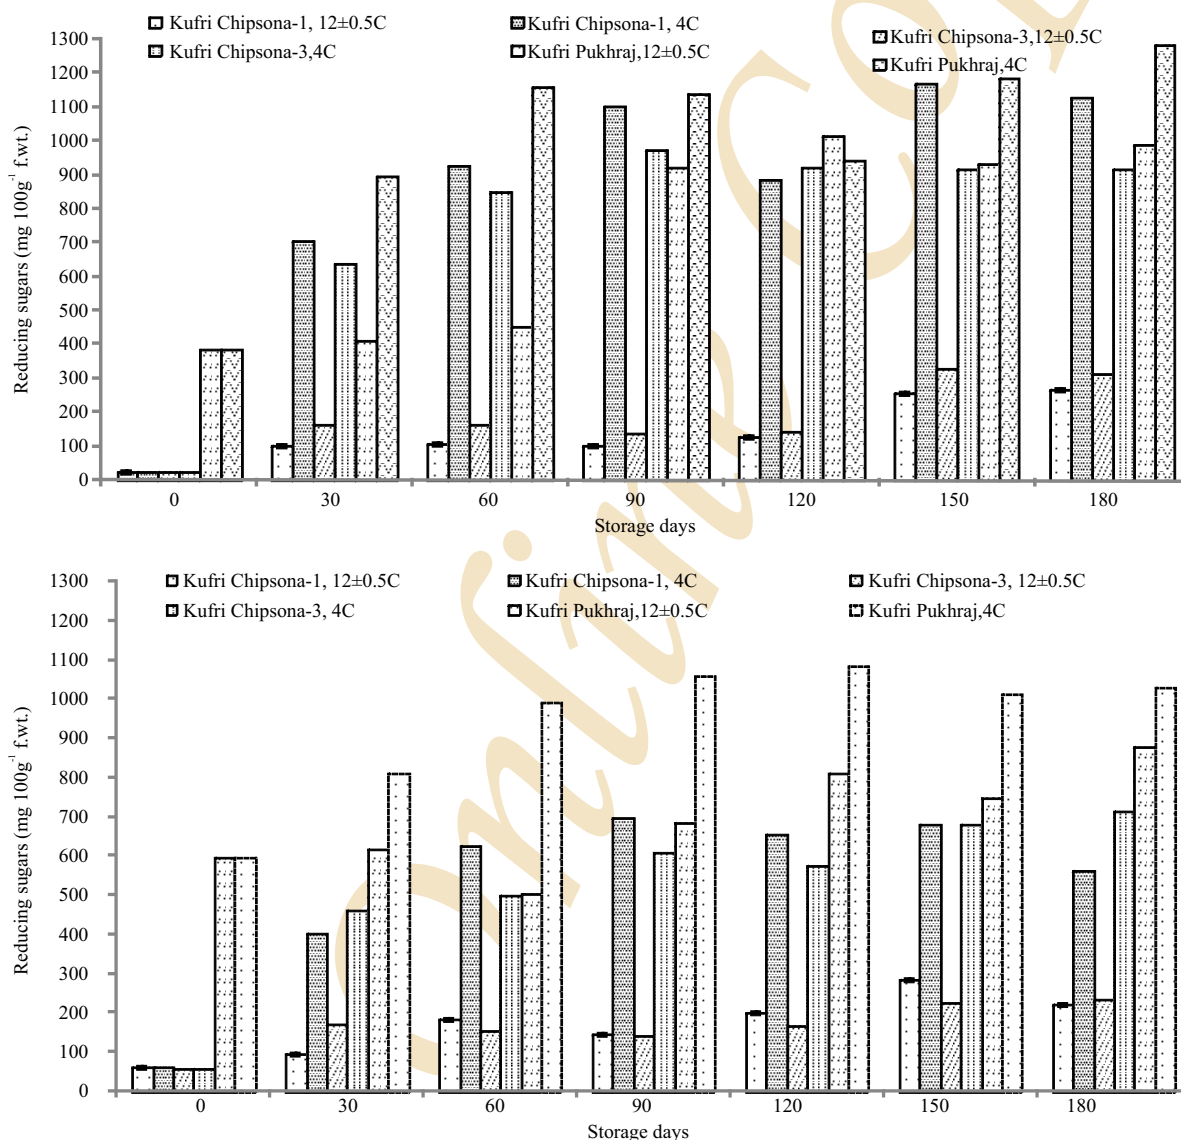 Kufri Chipsona-1, 12±0.5C
Kufri Chipsona-1, 4C
Kufri Chipsona-3,12±0.5C
Kufri Chipsona-3,4C
Kufri Pukhraj,12±0.5C
Kufri Pukhraj,4C
Reducing sugars (mg 100g⁻¹ f.wt.)
1300
1200
1100
1000
900
800
700
600
500
400
300
200
100
0
0 30 60 90 120 150 180
Storage days
Kufri Chipsona-1, 12±0.5C
Kufri Chipsona-1, 4C
Kufri Chipsona-3, 12±0.5C
Kufri Chipsona-3, 4C
Kufri Pukhraj,12±0.5C
Kufri Pukhraj,4C
Reducing sugars (mg 100g⁻¹ f.wt.)
1300
1200
1100
1000
900
800
700
600
500
400
300
200
100
0
0 30 60 90 120 150 180
Storage days